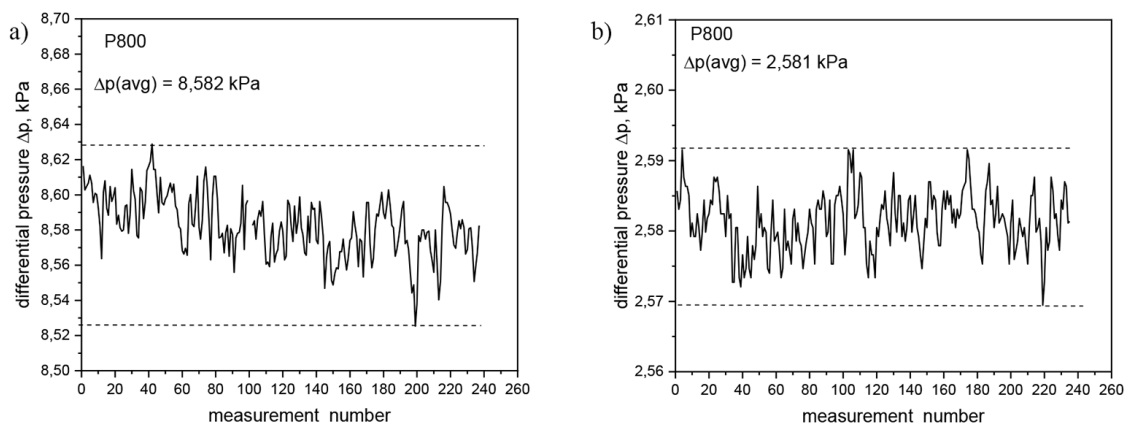 a)
P800
Δp(avg) = 8,582 kPa
differential pressure Δp, kPa
8,70
8,68
8,66
8,64
8,62
8,60
8,58
8,56
8,54
8,52
8,50
0 20 40 60 80 100 120 140 160 180 200 220 240 260
measurement number
b)
P800
Δp(avg) = 2,581 kPa
differential pressure Δp, kPa
2,61
2,60
2,59
2,58
2,57
2,56
0 20 40 60 80 100 120 140 160 180 200 220 240 260
measurement number